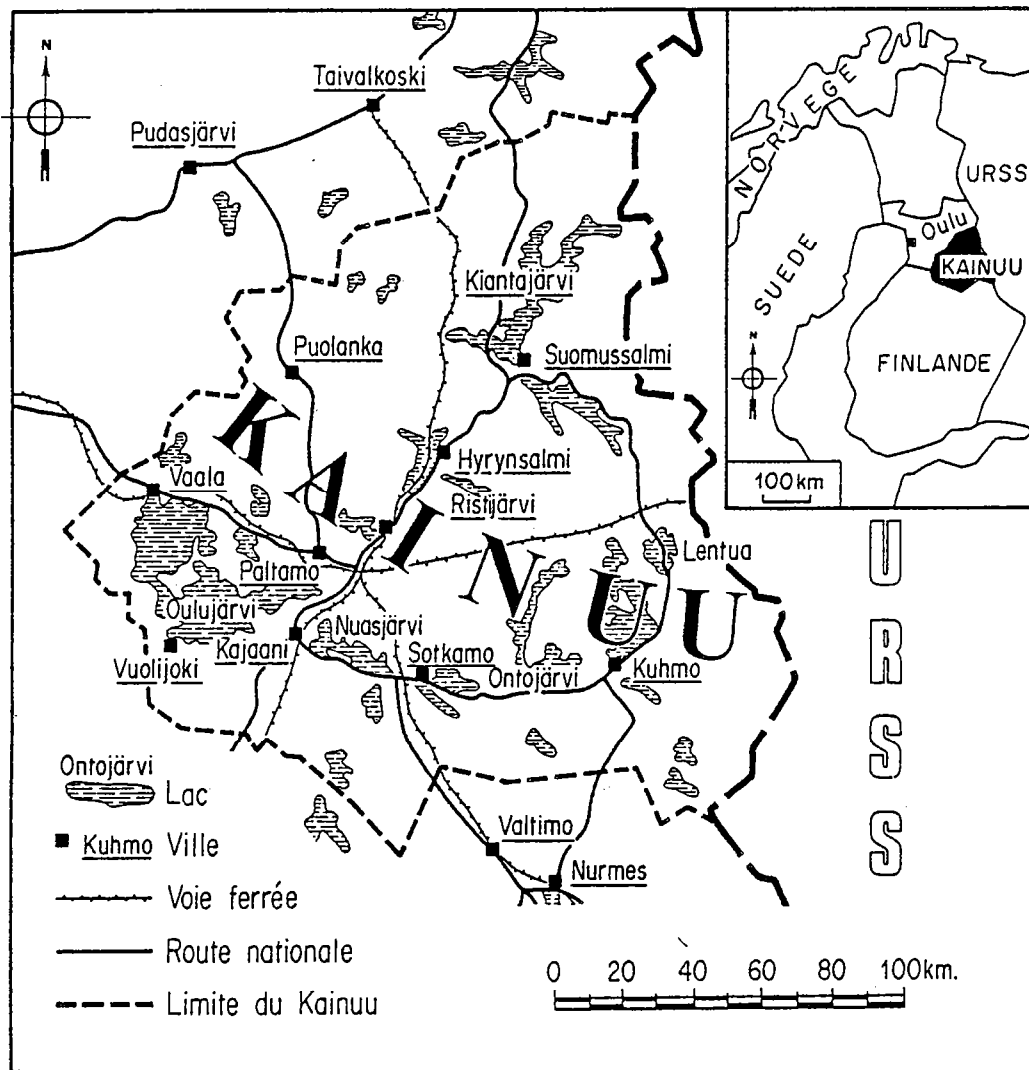 N
Taivalkoski
Pudasjärvi
Kiantajärvi
Puolanka
Suomussalmi
KAINUU
Hyrynsalmi
Vaala
Ristijärvi
Paltamo
Lentua
Oulujärvi
Nuasjärvi
Kajaani
Sotkamo
Vuolijoki
Ontojärvi
Kuhmo
Valtimo
Nurmes
URSS
Ontojärvi
Lac
Kuhmo Ville
Voie ferrée
Route nationale
Limite du Kainuu
0 20 40 60 80 100km.
NORVEGE
URSS
Oulu
KAINUU
SUEDE
N
FINLANDE
100km